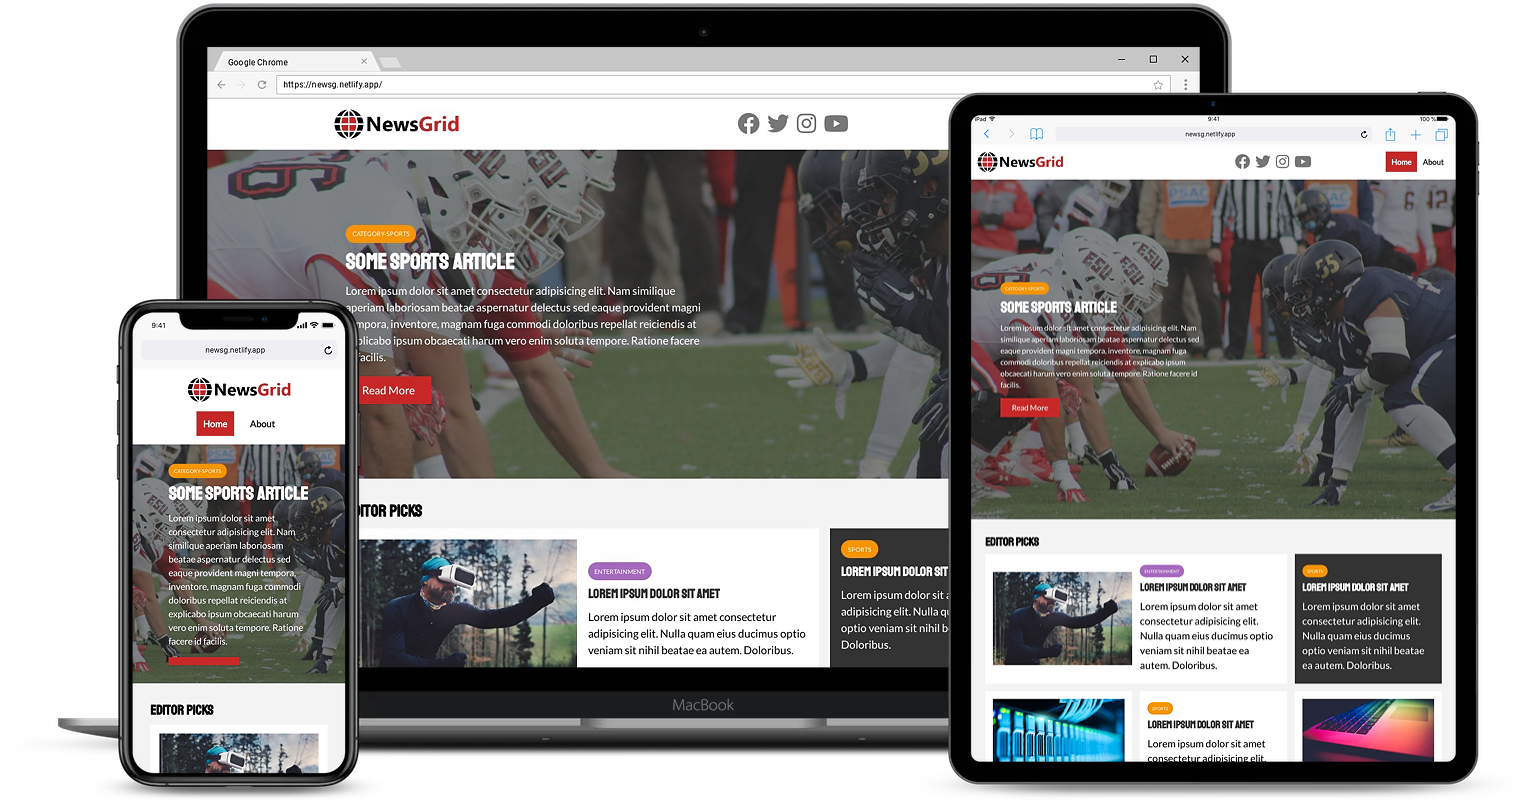 Google Chrome
https://newsg.netlify.app/
NewsGrid
CATEGORY-SPORTS
SOME SPORTS ARTICLE
Lorem ipsum dolor sit amet consectetur adipisicing elit. Nam similique
aperiam laboriosam beatae aspernatur delectus sed eaque provident magni
mpora, inventore, magnam fuga commodi doloribus repellat reiciendis at
plicabo ipsum obcaecati harum vero enim soluta tempore. Ratione facere
facilis.
Read More
DITOR PICKS
ENTERTAINMENT
LOREM IPSUM DOLOR SIT AMET
Lorem ipsum dolor sit amet consectetur
adipisicing elit. Nulla quam eius ducimus optio
veniam sit nihil beatae ea autem. Doloribus.
SPORTS
LOREM IPSUM DOLOR SIT
Lorem ipsum dolor sit a
adipisicing elit. Nulla qu
optio veniam sit nihil b
Doloribus.
MacBook
9:41
newsg.netlify.app
NewsGrid
Home About
ESU
55
CATEGORY-SPORTS
SOME SPORTS ARTICLE
Lorem ipsum dolor sit amet
consectetur adipisicing elit. Nam
similique aperiam laboriosam
beatae aspernatur delectus sed
eaque provident magni tempora,
inventore, magnam fuga commodi
doloribus repellat reiciendis at
explicabo ipsum obcaecati harum
vero enim soluta tempore. Ratione
facere id facilis.
EDITOR PICKS
iPad 9:41 100 %
newsg.netlify.app
NewsGrid
Home About
PSAC
PSAC
6 12
ESU
ESU
55
CATEGORY-SPORTS
SOME SPORTS ARTICLE
Lorem ipsum dolor sit amet consectetur adipisicing elit. Nam
similique aperiam laboriosam beatae aspernatur delectus sed
eaque provident magni tempora, inventore, magnam fuga
commodi doloribus repellat reiciendis at explicabo ipsum
obcaecati harum vero enim soluta tempore. Ratione facere id
facilis.
Read More
EDITOR PICKS
ENTERTAINMENT
LOREM IPSUM DOLOR SIT AMET
Lorem ipsum dolor sit amet
consectetur adipisicing elit.
Nulla quam eius ducimus optio
veniam sit nihil beatae ea
autem. Doloribus.
SPORTS
LOREM IPSUM DOLOR SIT AMET
Lorem ipsum dolor sit amet
consectetur adipisicing elit.
Nulla quam eius ducimus
optio veniam sit nihil beatae
ea autem. Doloribus.
SPORTS
LOREM IPSUM DOLOR SIT AMET
Lorem ipsum dolor sit amet
consectetur adipisicing elit.